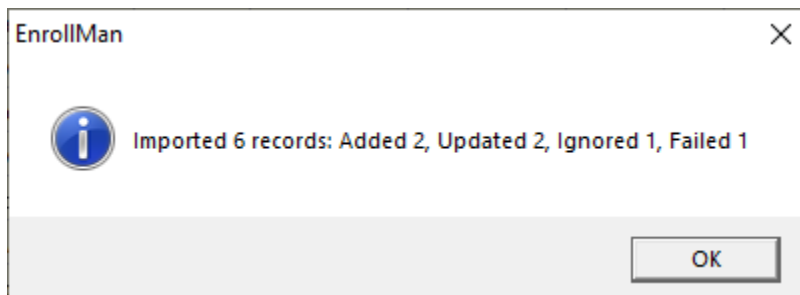 EnrollMan
Imported 6 records: Added 2, Updated 2, Ignored 1, Failed 1
OK